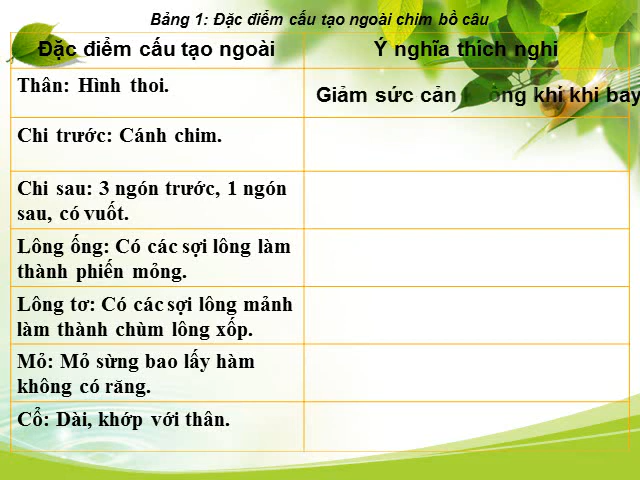 Bảng 1: Đặc điểm cấu tạo ngoài chim bồ câu
Đặc điểm cấu tạo ngoài
Ý nghĩa thích nghi
Thân: Hình thoi.
Giảm sức cản không khí khi bay
Chi trước: Cánh chim.
Chi sau: 3 ngón trước, 1 ngón
sau, có vuốt.
Lông ống: Có các sợi lông làm
thành phiến mỏng.
Lông tơ: Có các sợi lông mảnh
làm thành chùm lông xốp.
Mỏ: Mỏ sừng bao lấy hàm
không có răng.
Cổ: Dài, khớp với thân.